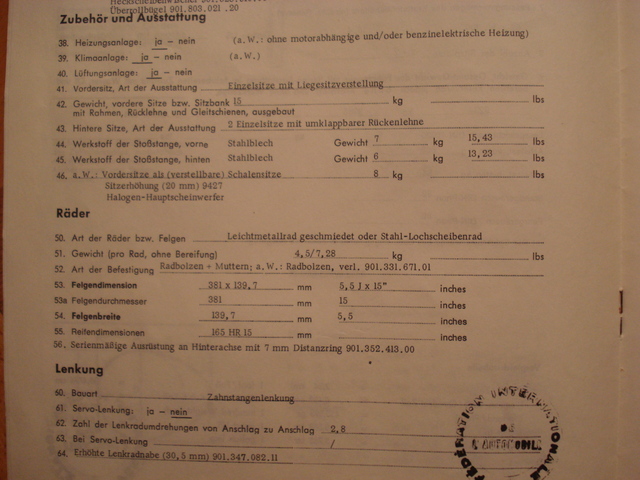 Überrollbügel 901.803.021.20
Zubehör und Ausstattung
38. Heizungsanlage: ja – nein (a.W.: ohne motorabhängige und/oder benzinelektrische Heizung)
39. Klimaanlage: ja – nein (a.W.)
40. Lüftungsanlage: ja – nein
41. Vordersitz, Art der Ausstattung Einzelsitze mit Liegesitzverstellung
42. Gewicht, vordere Sitze bzw. Sitzbank 15 kg lbs
mit Rahmen, Rücklehne und Gleitschienen, ausgebaut
43. Hintere Sitze, Art der Ausstattung 2 Einzelsitze mit umklappbarer Rückenlehne
44. Werkstoff der Stoßstange, vorne Stahlblech Gewicht 7 kg 15,43 lbs
45. Werkstoff der Stoßstange, hinten Stahlblech Gewicht 6 kg 13,23 lbs
46. a.W.: Vordersitze als (verstellbare) Schalensitze 8 kg lbs
Sitzerhöhung (20 mm) 9427
Halogen-Hauptscheinwerfer
Räder
50. Art der Räder bzw. Felgen Leichtmetallrad geschmiedet oder Stahl-Lochscheibenrad
51. Gewicht (pro Rad, ohne Bereifung) 4,5/7,28 kg lbs
52. Art der Befestigung Radbolzen + Muttern; a.W.: Radbolzen, verl. 901.331.671.01
53. Felgendimension 381 x 139,7 mm 5,5 J x 15" inches
53a Felgendurchmesser 381 mm 15 inches
54. Felgenbreite 139,7 mm 5,5 inches
55. Reifendimensionen 165 HR 15 mm inches
56. Serienmäßige Ausrüstung an Hinterachse mit 7 mm Distanzring 901.352.413.00
Lenkung
60. Bauart Zahnstangenlenkung
61. Servo-Lenkung: ja – nein
62. Zahl der Lenkradumdrehungen von Anschlag zu Anschlag 2,8
63. Bei Servo-Lenkung /
64. Erhöhte Lenkradnabe (30,5 mm) 901.347.082.11
FÉDÉRATION INTERNATIONALE
DE
L'AUTOMOBIL.